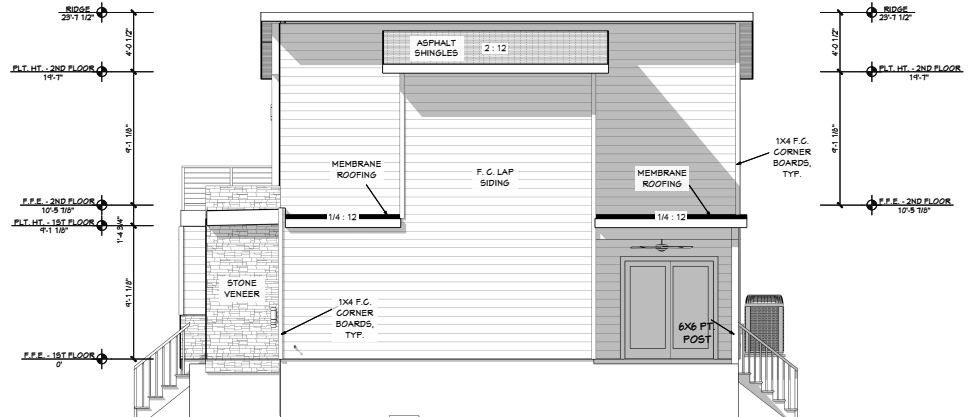 RIDGE
23'-7 1/2"
4'-0 1/2"
PLT. HT. - 2ND FLOOR
19'-7"
9'-1 1/8"
F.F.E. - 2ND FLOOR
10'-5 7/8"
PLT. HT. - 1ST FLOOR
9'-1 1/8"
1'-4 3/4"
9'-1 1/8"
F.F.E. - 1ST FLOOR
0'
ASPHALT
SHINGLES
2 : 12
MEMBRANE
ROOFING
1/4 : 12
F. C. LAP
SIDING
MEMBRANE
ROOFING
1/4 : 12
STONE
VENEER
1X4 F.C.
CORNER
BOARDS,
TYP.
6X6 PT.
POST
1X4 F.C.
CORNER
BOARDS,
TYP.
RIDGE
23'-7 1/2"
4'-0 1/2"
PLT. HT. - 2ND FLOOR
19'-7"
9'-1 1/8"
F.F.E. - 2ND FLOOR
10'-5 7/8"